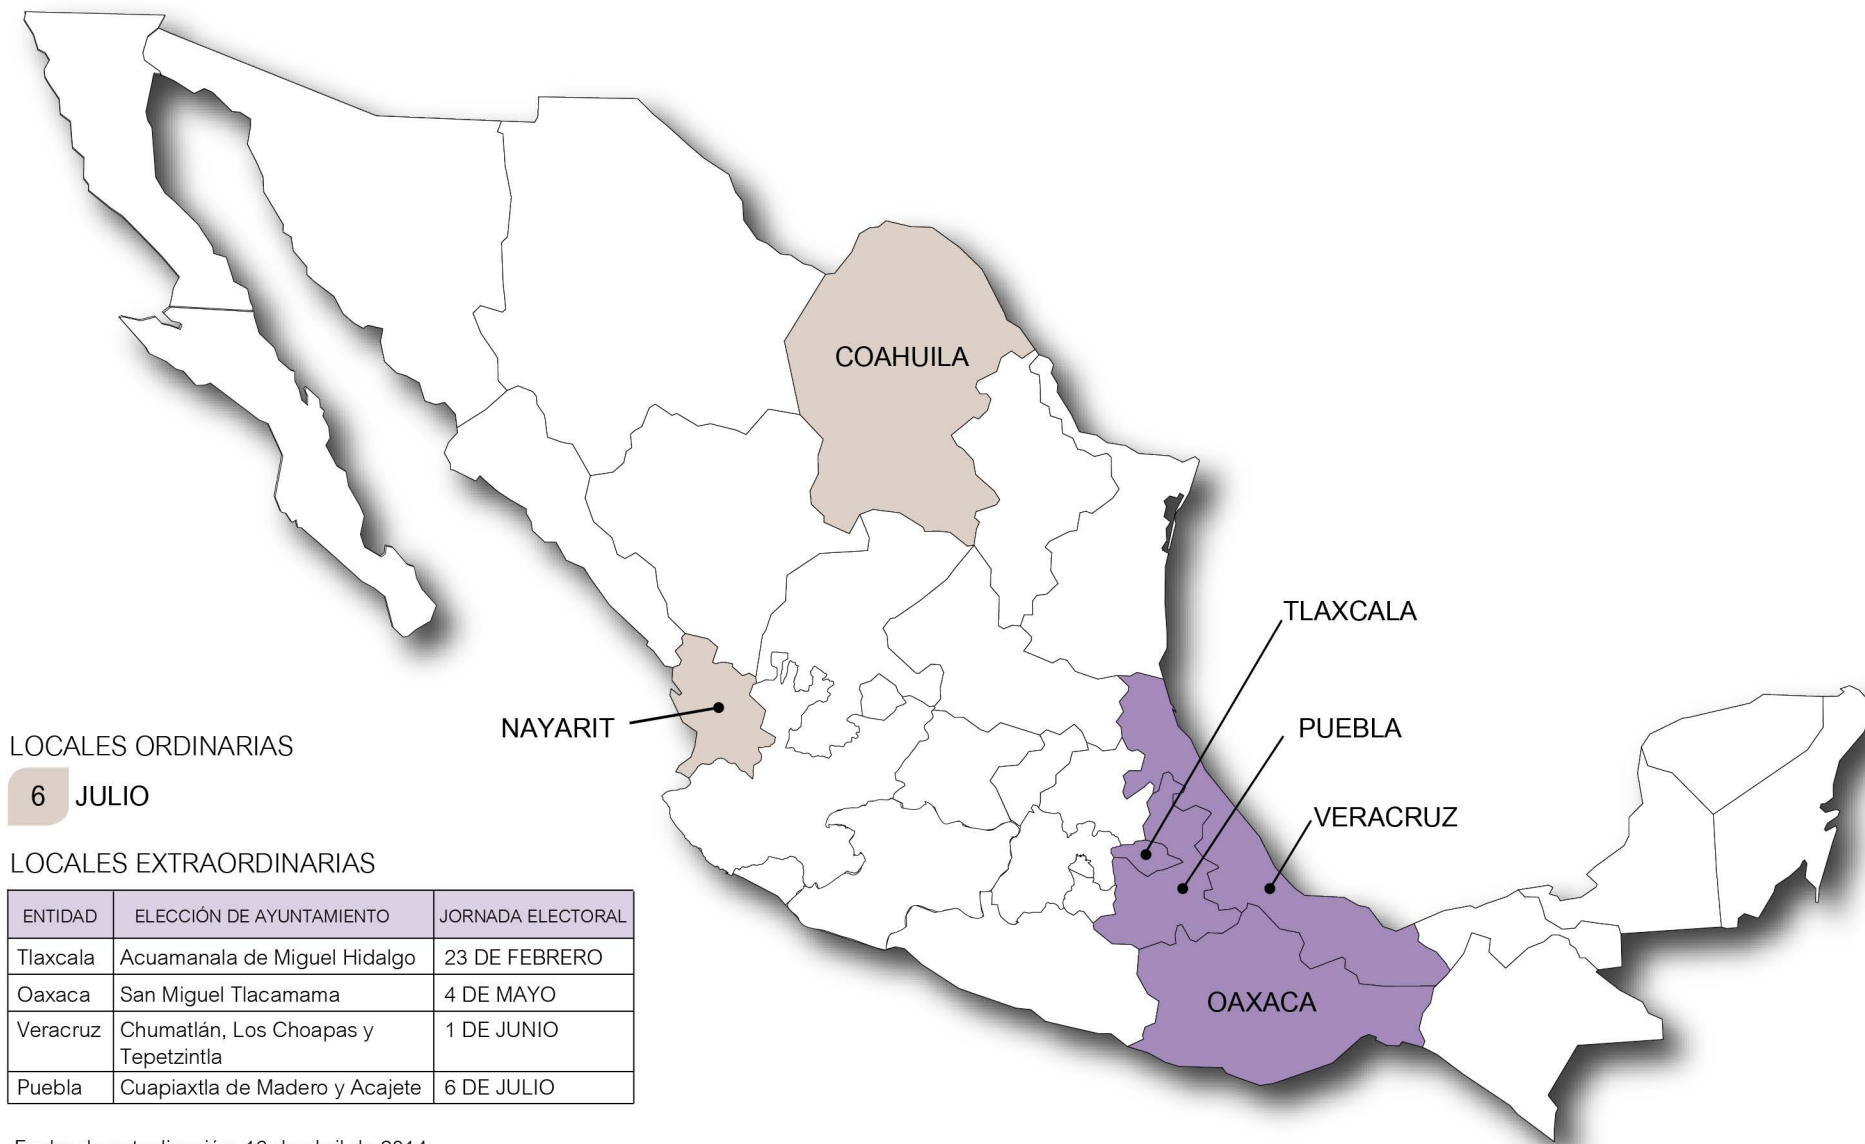 COAHUILA
TLAXCALA
NAYARIT
PUEBLA
VERACRUZ
OAXACA
LOCALES ORDINARIAS
6 JULIO
LOCALES EXTRAORDINARIAS
ENTIDAD ELECCIÓN DE AYUNTAMIENTO JORNADA ELECTORAL
Tlaxcala Acuamanala de Miguel Hidalgo 23 DE FEBRERO
Oaxaca San Miguel Tlacamama 4 DE MAYO
Veracruz Chumatlán, Los Choapas y 1 DE JUNIO
Tepetzintla
Puebla Cuapiaxtla de Madero y Acajete 6 DE JULIO